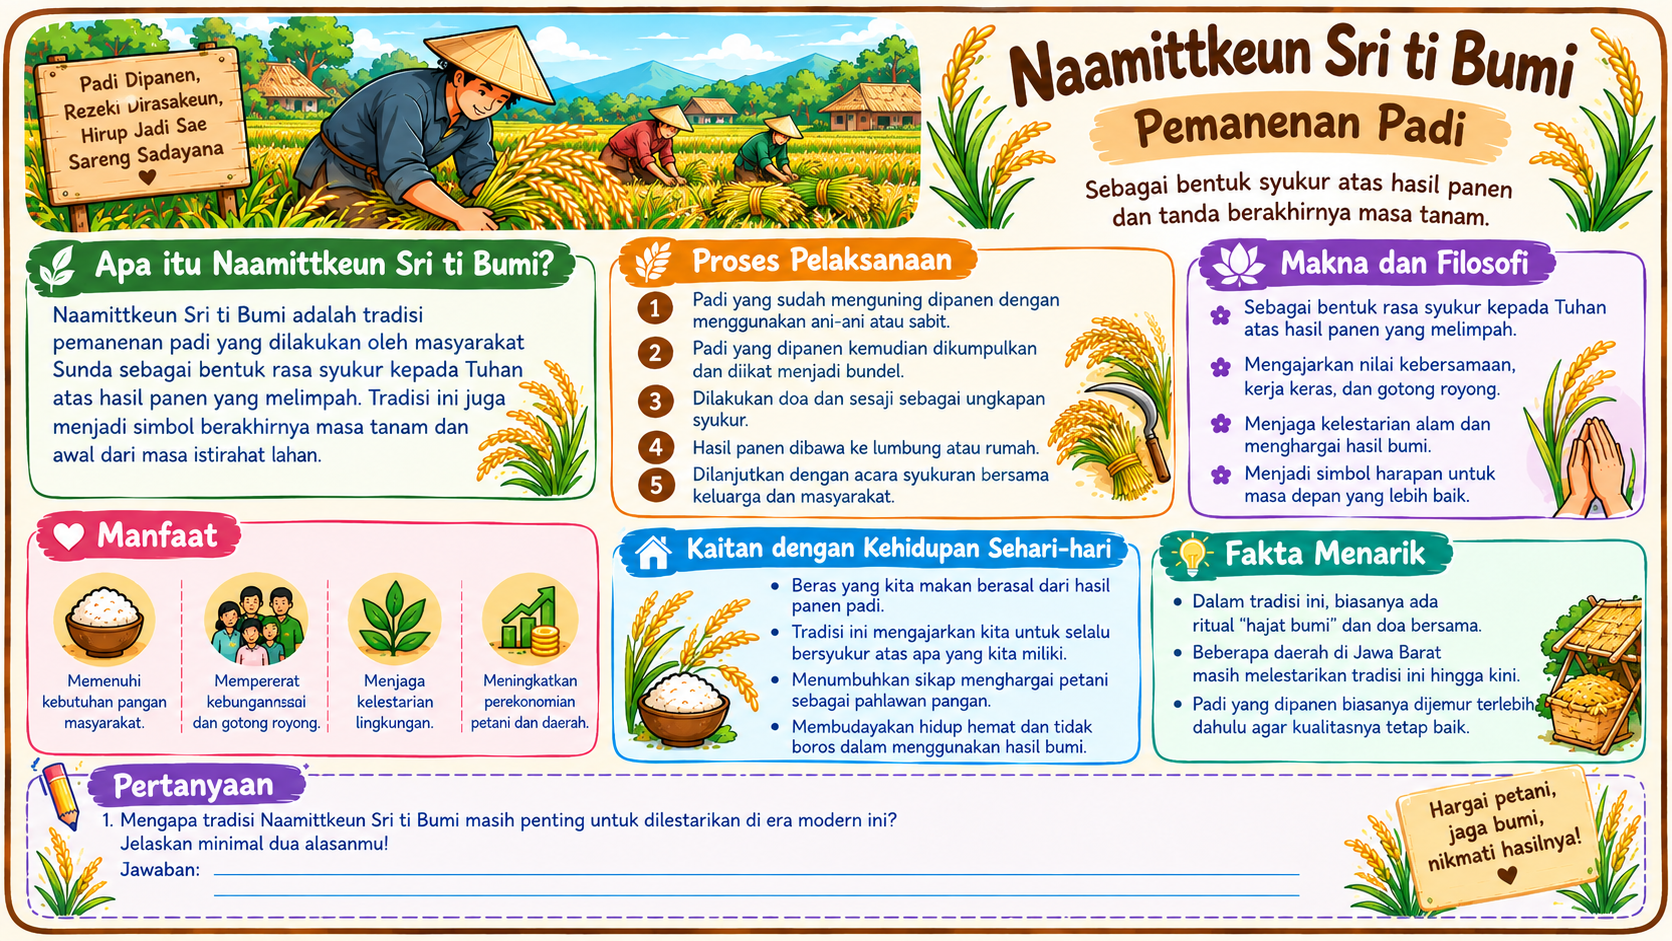 Padi Dipanen,
Rezeki Dirasakeun,
Hirup Jadi Sae
Sareng Sadayana
Naamittkeun Sri ti Bumi
Pemanenan Padi
Sebagai bentuk syukur atas hasil panen
dan tanda berakhirnya masa tanam.
Apa itu Naamittkeun Sri ti Bumi?
Naamittkeun Sri ti Bumi adalah tradisi
pemanenan padi yang dilakukan oleh masyarakat
Sunda sebagai bentuk rasa syukur kepada Tuhan
atas hasil panen yang melimpah. Tradisi ini juga
menjadi simbol berakhirnya masa tanam dan
awal dari masa istirahat lahan.
Proses Pelaksanaan
1 Padi yang sudah menguning dipanen dengan
menggunakan ani-ani atau sabit.
2 Padi yang dipanen kemudian dikumpulkan
dan diikat menjadi bundel.
3 Dilakukan doa dan sesaji sebagai ungkapan
syukur.
4 Hasil panen dibawa ke lumbung atau rumah.
5 Dilanjutkan dengan acara syukuran bersama
keluarga dan masyarakat.
Makna dan Filosofi
Sebagai bentuk rasa syukur kepada Tuhan
atas hasil panen yang melimpah.
Mengajarkan nilai kebersamaan,
kerja keras, dan gotong royong.
Menjaga kelestarian alam dan
menghargai hasil bumi.
Menjadi simbol harapan untuk
masa depan yang lebih baik.
Manfaat
Memenuhi
kebutuhan pangan
masyarakat.
Mempererat
kebungamssai
dan gotong royong.
Menjaga
kelestarian
lingkungan.
Meningkatkan
perekonomian
petani dan daerah.
Kaitan dengan Kehidupan Sehari-hari
• Beras yang kita makan berasal dari hasil
panen padi.
• Tradisi ini mengajarkan kita untuk selalu
bersyukur atas apa yang kita miliki.
• Menumbuhkan sikap menghargai petani
sebagai pahlawan pangan.
• Membudayakan hidup hemat dan tidak
boros dalam menggunakan hasil bumi.
Fakta Menarik
• Dalam tradisi ini, biasanya ada
ritual “hajat bumi” dan doa bersama.
• Beberapa daerah di Jawa Barat
masih melestarikan tradisi ini hingga kini.
• Padi yang dipanen biasanya dijemur terlebih
dahulu agar kualitasnya tetap baik.
Pertanyaan
1. Mengapa tradisi Naamittkeun Sri ti Bumi masih penting untuk dilestarikan di era modern ini?
Jelaskan minimal dua alasanmu!
Jawaban:
Hargai petani,
jaga bumi,
nikmati hasilnya!